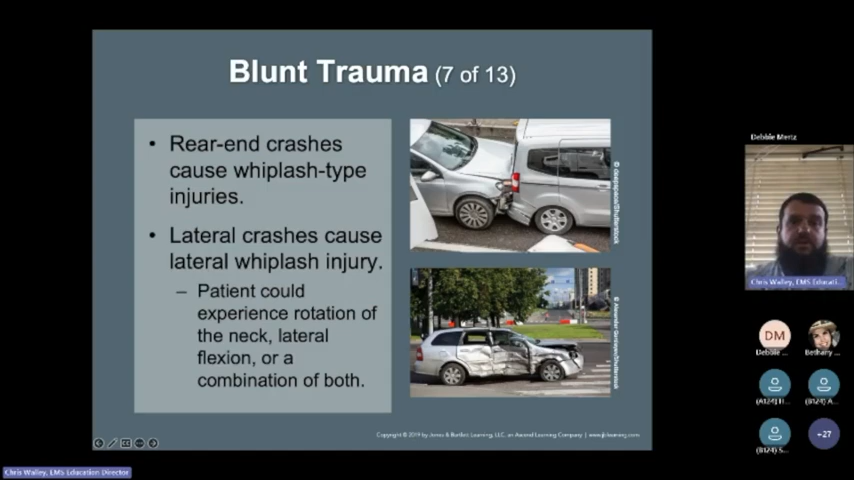 Blunt Trauma (7 of 13)
• Rear-end crashes
cause whiplash-type
injuries.
• Lateral crashes cause
lateral whiplash injury.
– Patient could
experience rotation of
the neck, lateral
flexion, or a
combination of both.
Copyright © 2019 by Jones & Bartlett Learning, LLC, an Ascend Learning Company | www.jblearning.com
Debbie Mertz
Chris Walley, EMS Educati...
DM
Debbie ...
Bethany ...
(B124) A...
(B124) S...
+27
Chris Walley, EMS Education Director